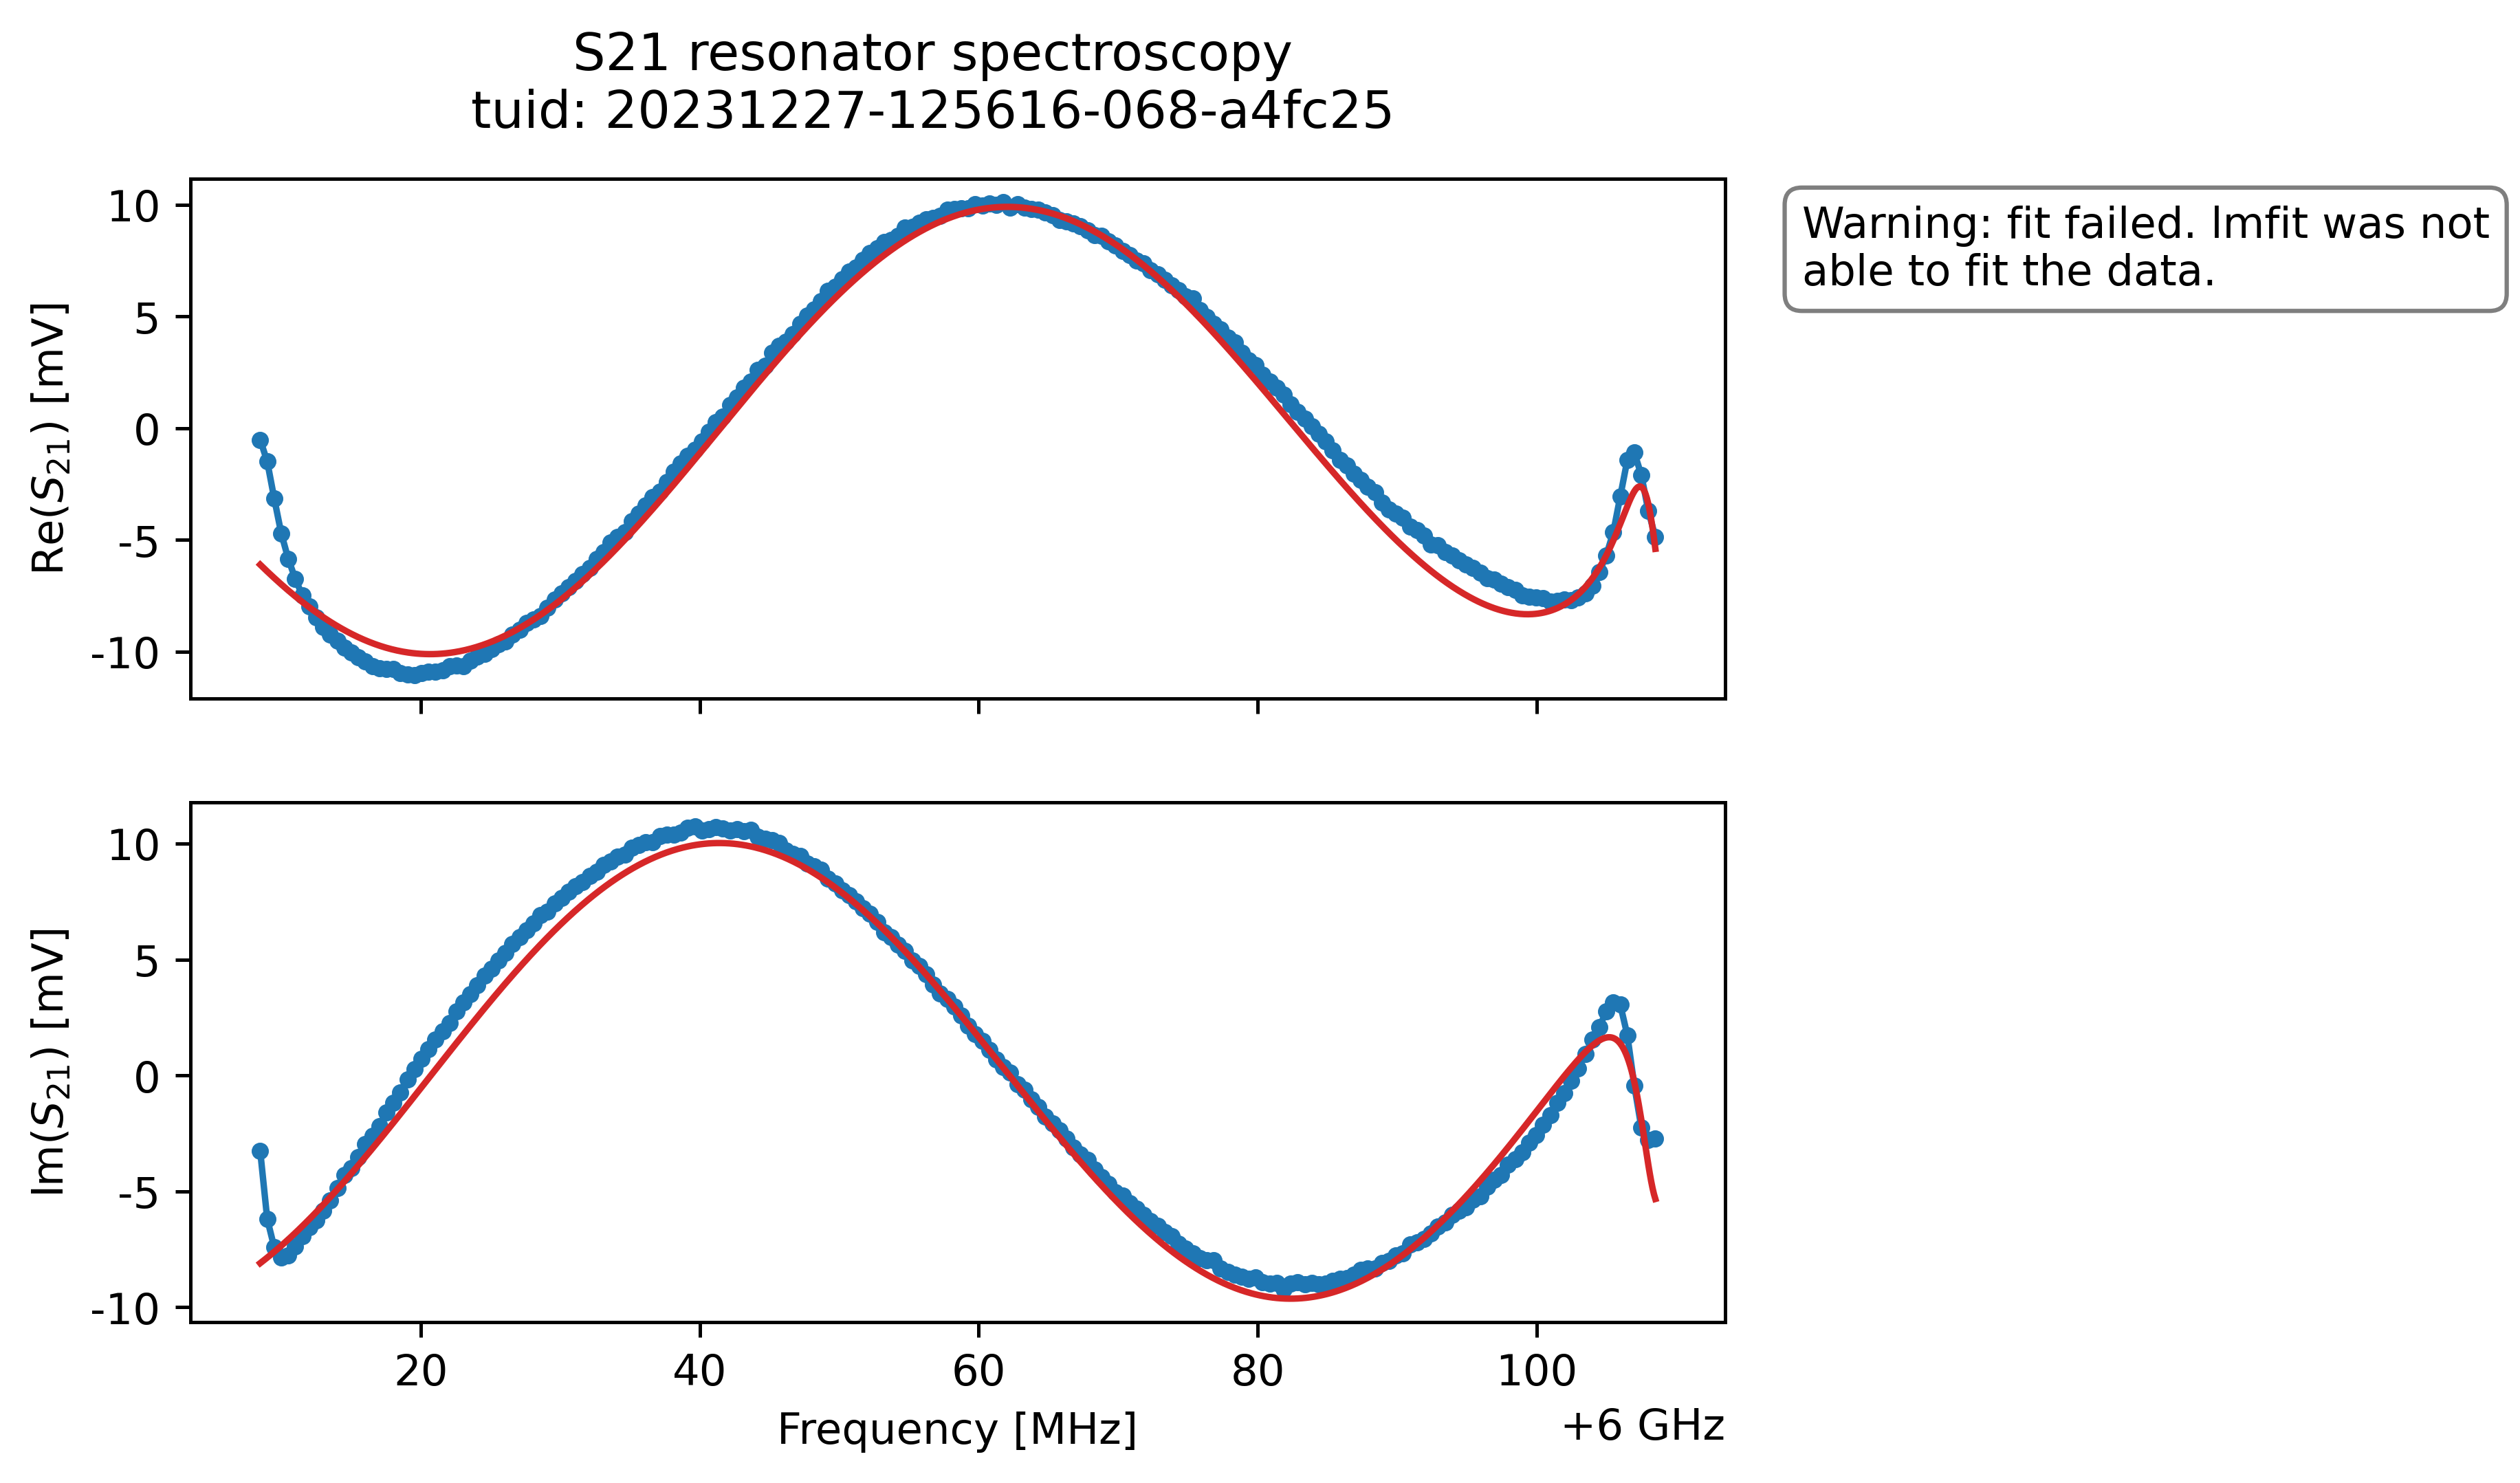 S21 resonator spectroscopy
tuid: 20231227-125616-068-a4fc25
Warning: fit failed. lmfit was not
able to fit the data.
Re(S21) [mV]
10
5
0
-5
-10
Im(S21) [mV]
10
5
0
-5
-10
20 40 60 80 100
Frequency [MHz]
+6 GHz